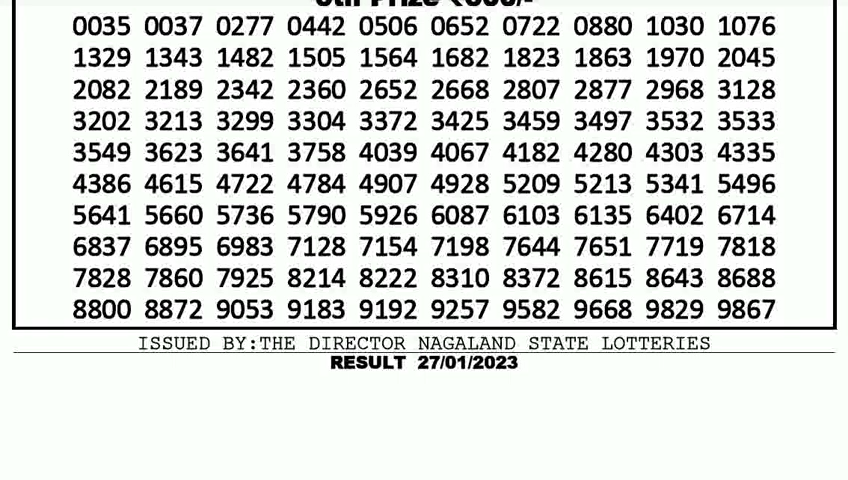 0035 0037 0277 0442 0506 0652 0722 0880 1030 1076
1329 1343 1482 1505 1564 1682 1823 1863 1970 2045
2082 2189 2342 2360 2652 2668 2807 2877 2968 3128
3202 3213 3299 3304 3372 3425 3459 3497 3532 3533
3549 3623 3641 3758 4039 4067 4182 4280 4303 4335
4386 4615 4722 4784 4907 4928 5209 5213 5341 5496
5641 5660 5736 5790 5926 6087 6103 6135 6402 6714
6837 6895 6983 7128 7154 7198 7644 7651 7719 7818
7828 7860 7925 8214 8222 8310 8372 8615 8643 8688
8800 8872 9053 9183 9192 9257 9582 9668 9829 9867
ISSUED BY:THE DIRECTOR NAGALAND STATE LOTTERIES
RESULT 27/01/2023